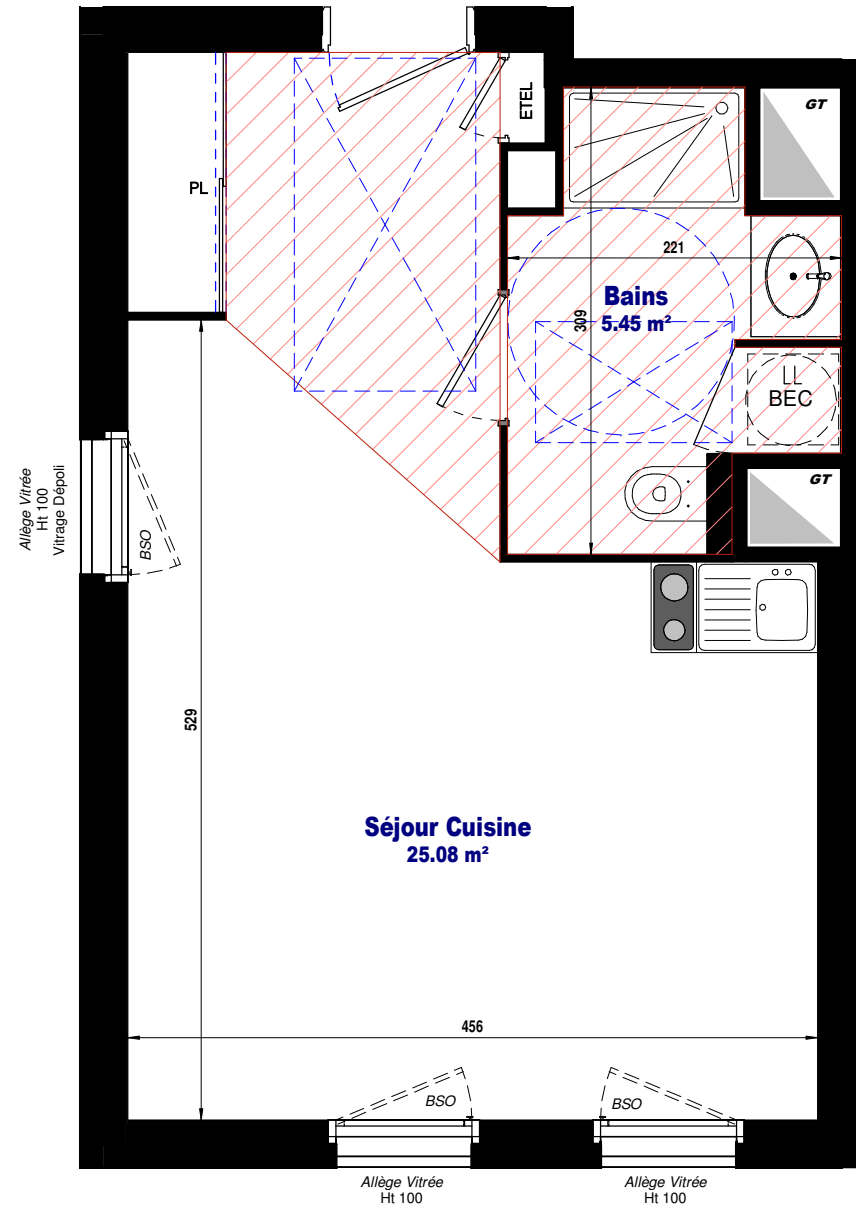 ETEL
GT
PL
221
Bains
5.45 m²
309
LL
BEC
GT
Allège Vitrée
Ht 100
Vitrage Dépoli
BSO
529
Séjour Cuisine
25.08 m²
456
BSO
BSO
Allège Vitrée
Ht 100
Allège Vitrée
Ht 100